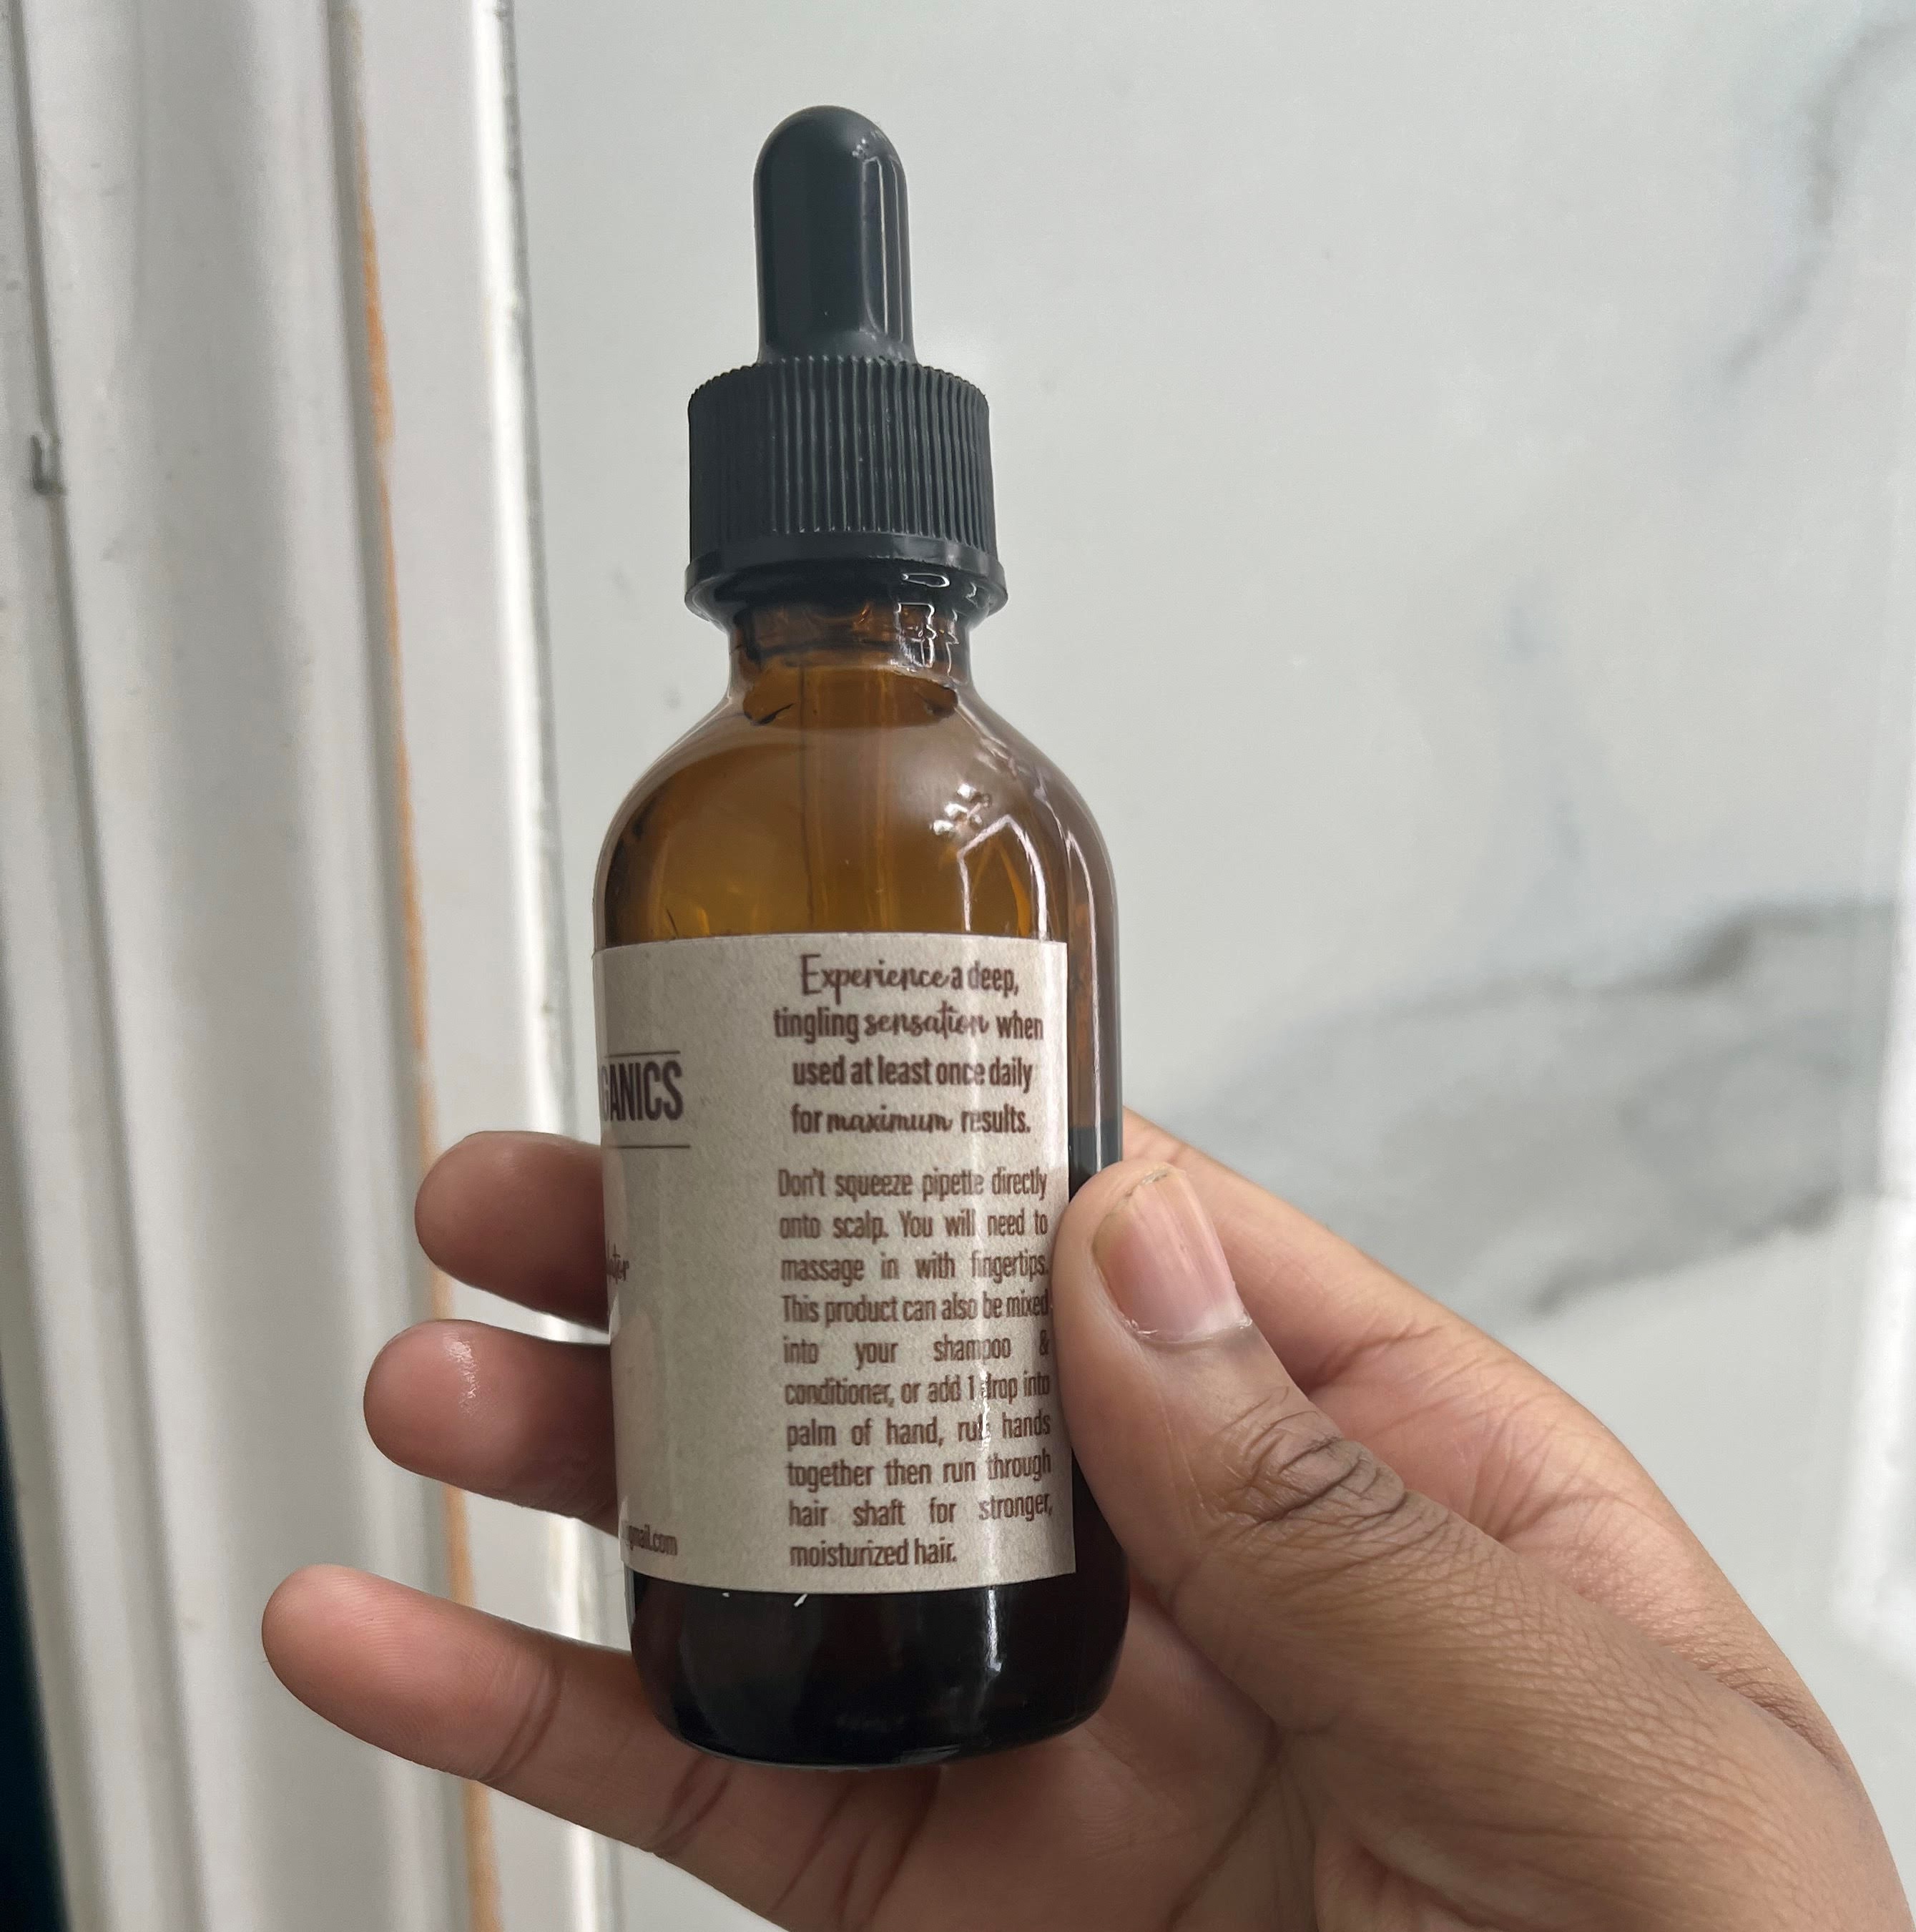 Experience a deep,
tingling sensation when
used at least once daily
for maximum results.
Don't squeeze pipette directly
onto scalp. You will need to
massage in with fingertips.
This product can also be mixed
into your shampoo &
conditioner, or add 1 drop into
palm of hand, rub hands
together then run through
hair shaft for stronger,
moisturized hair.
GANICS
gmail.com